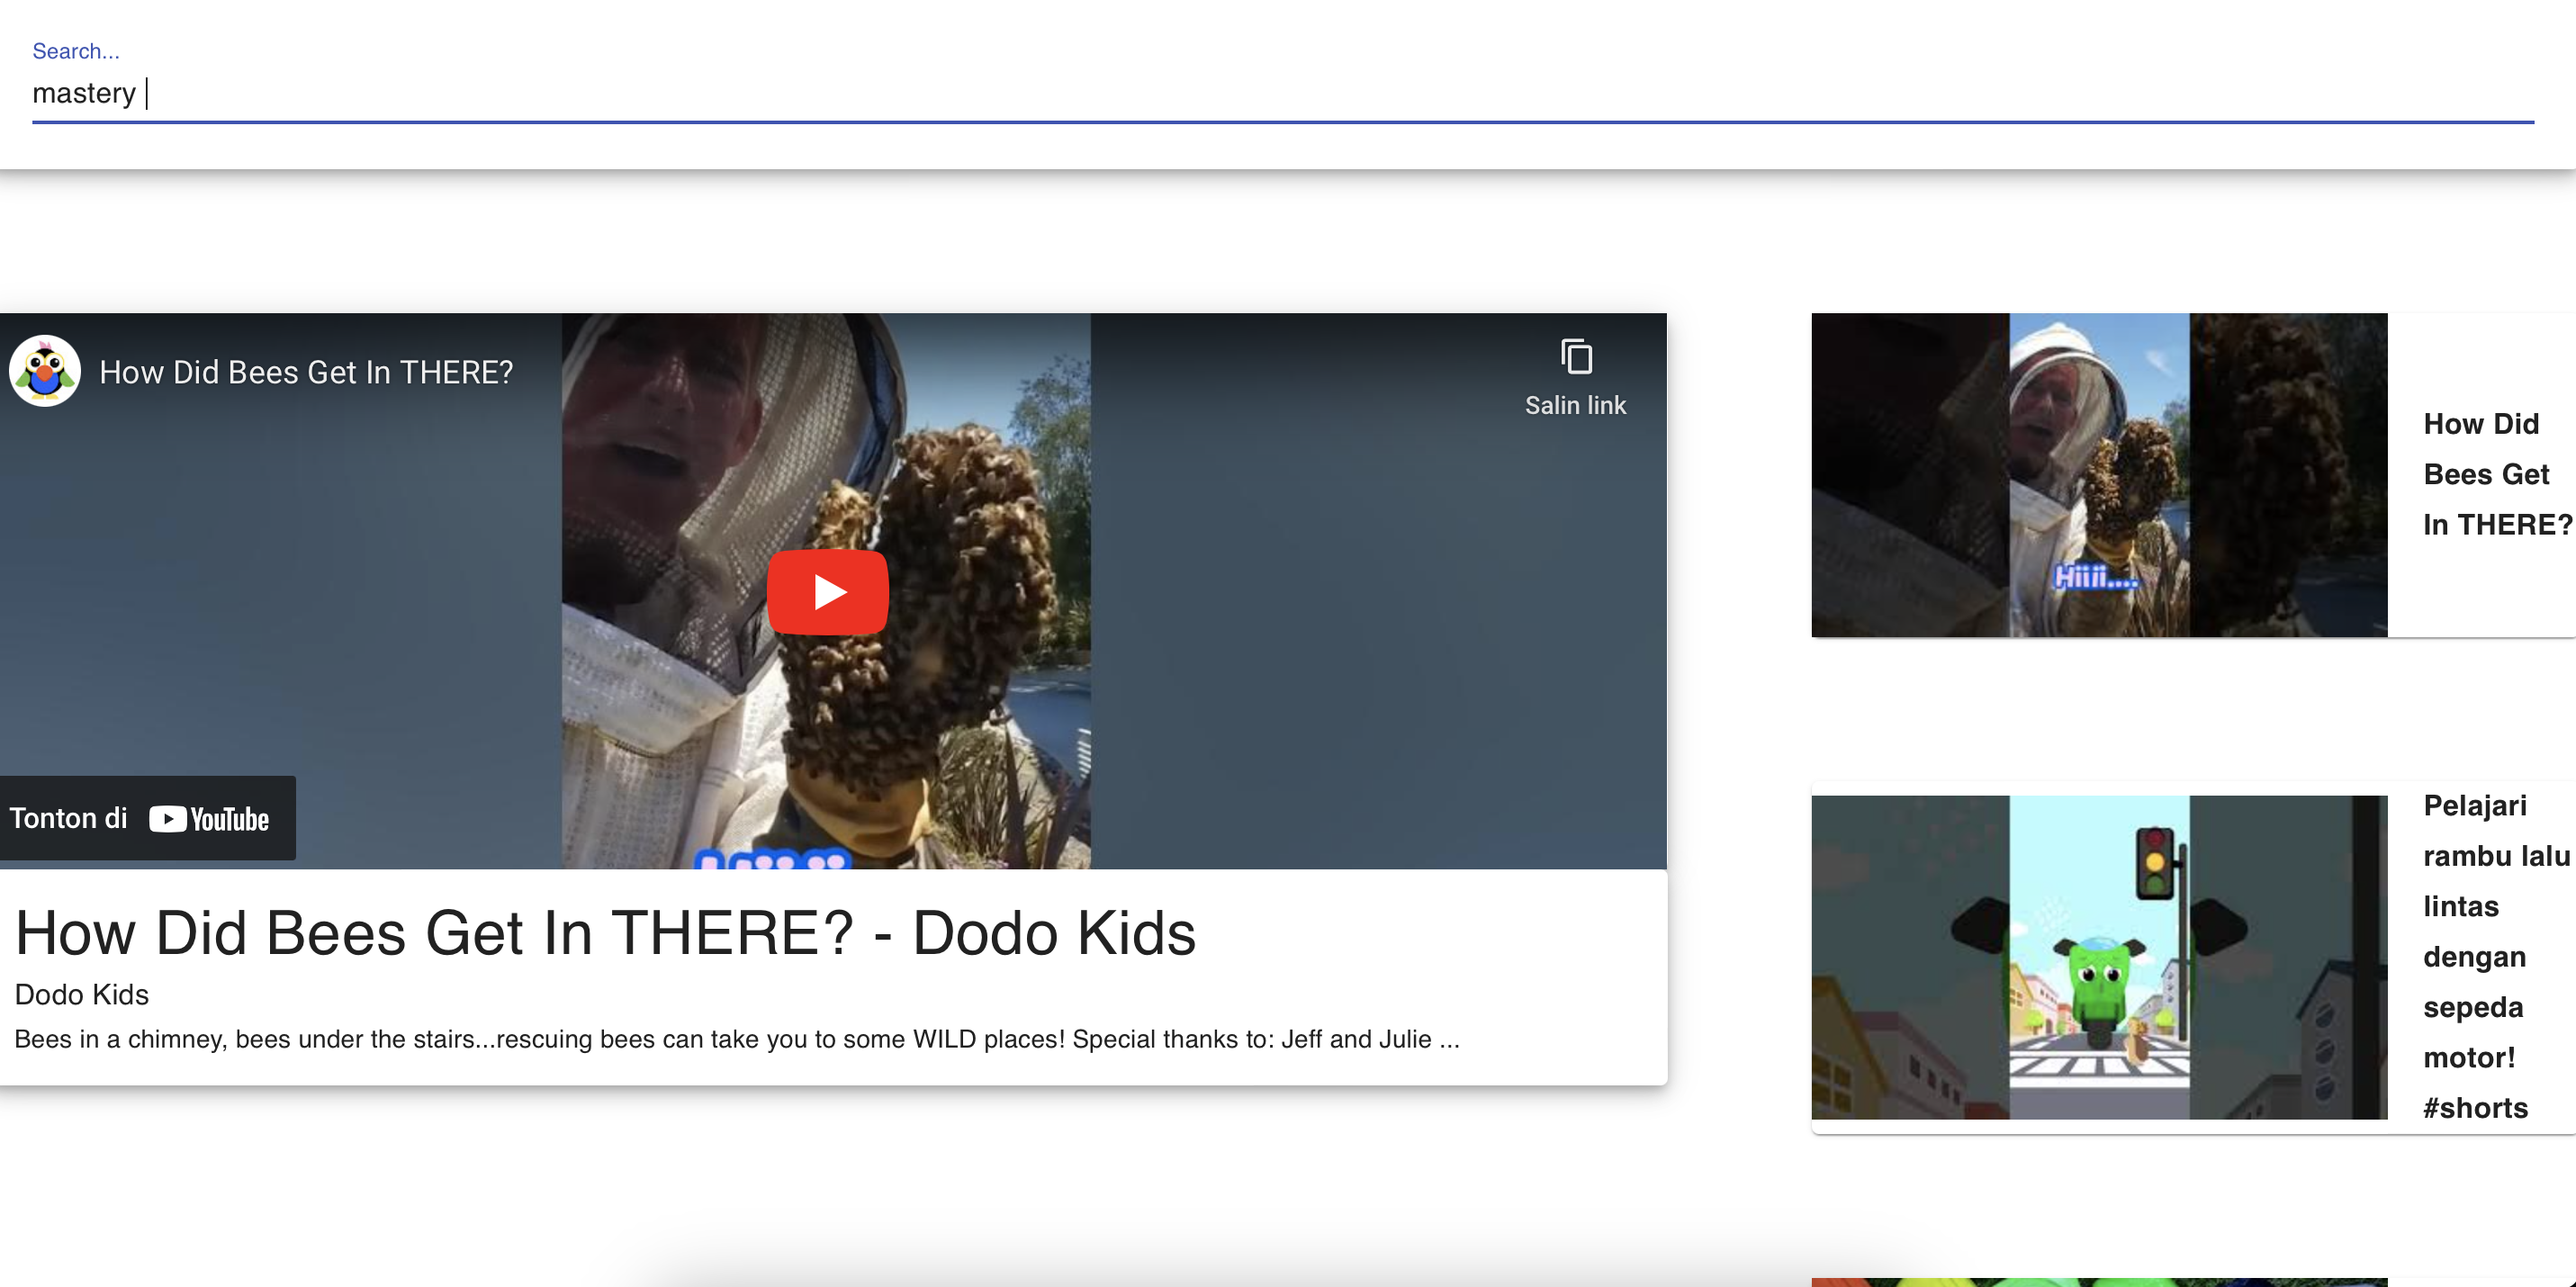 Search...
mastery
How Did Bees Get In THERE?
Salin link
Tonton di YouTube
How Did Bees Get In THERE? - Dodo Kids
Dodo Kids
Bees in a chimney, bees under the stairs...rescuing bees can take you to some WILD places! Special thanks to: Jeff and Julie ...
Hiiii....
How Did
Bees Get
In THERE?
Pelajari
rambu lalu
lintas
dengan
sepeda
motor!
#shorts